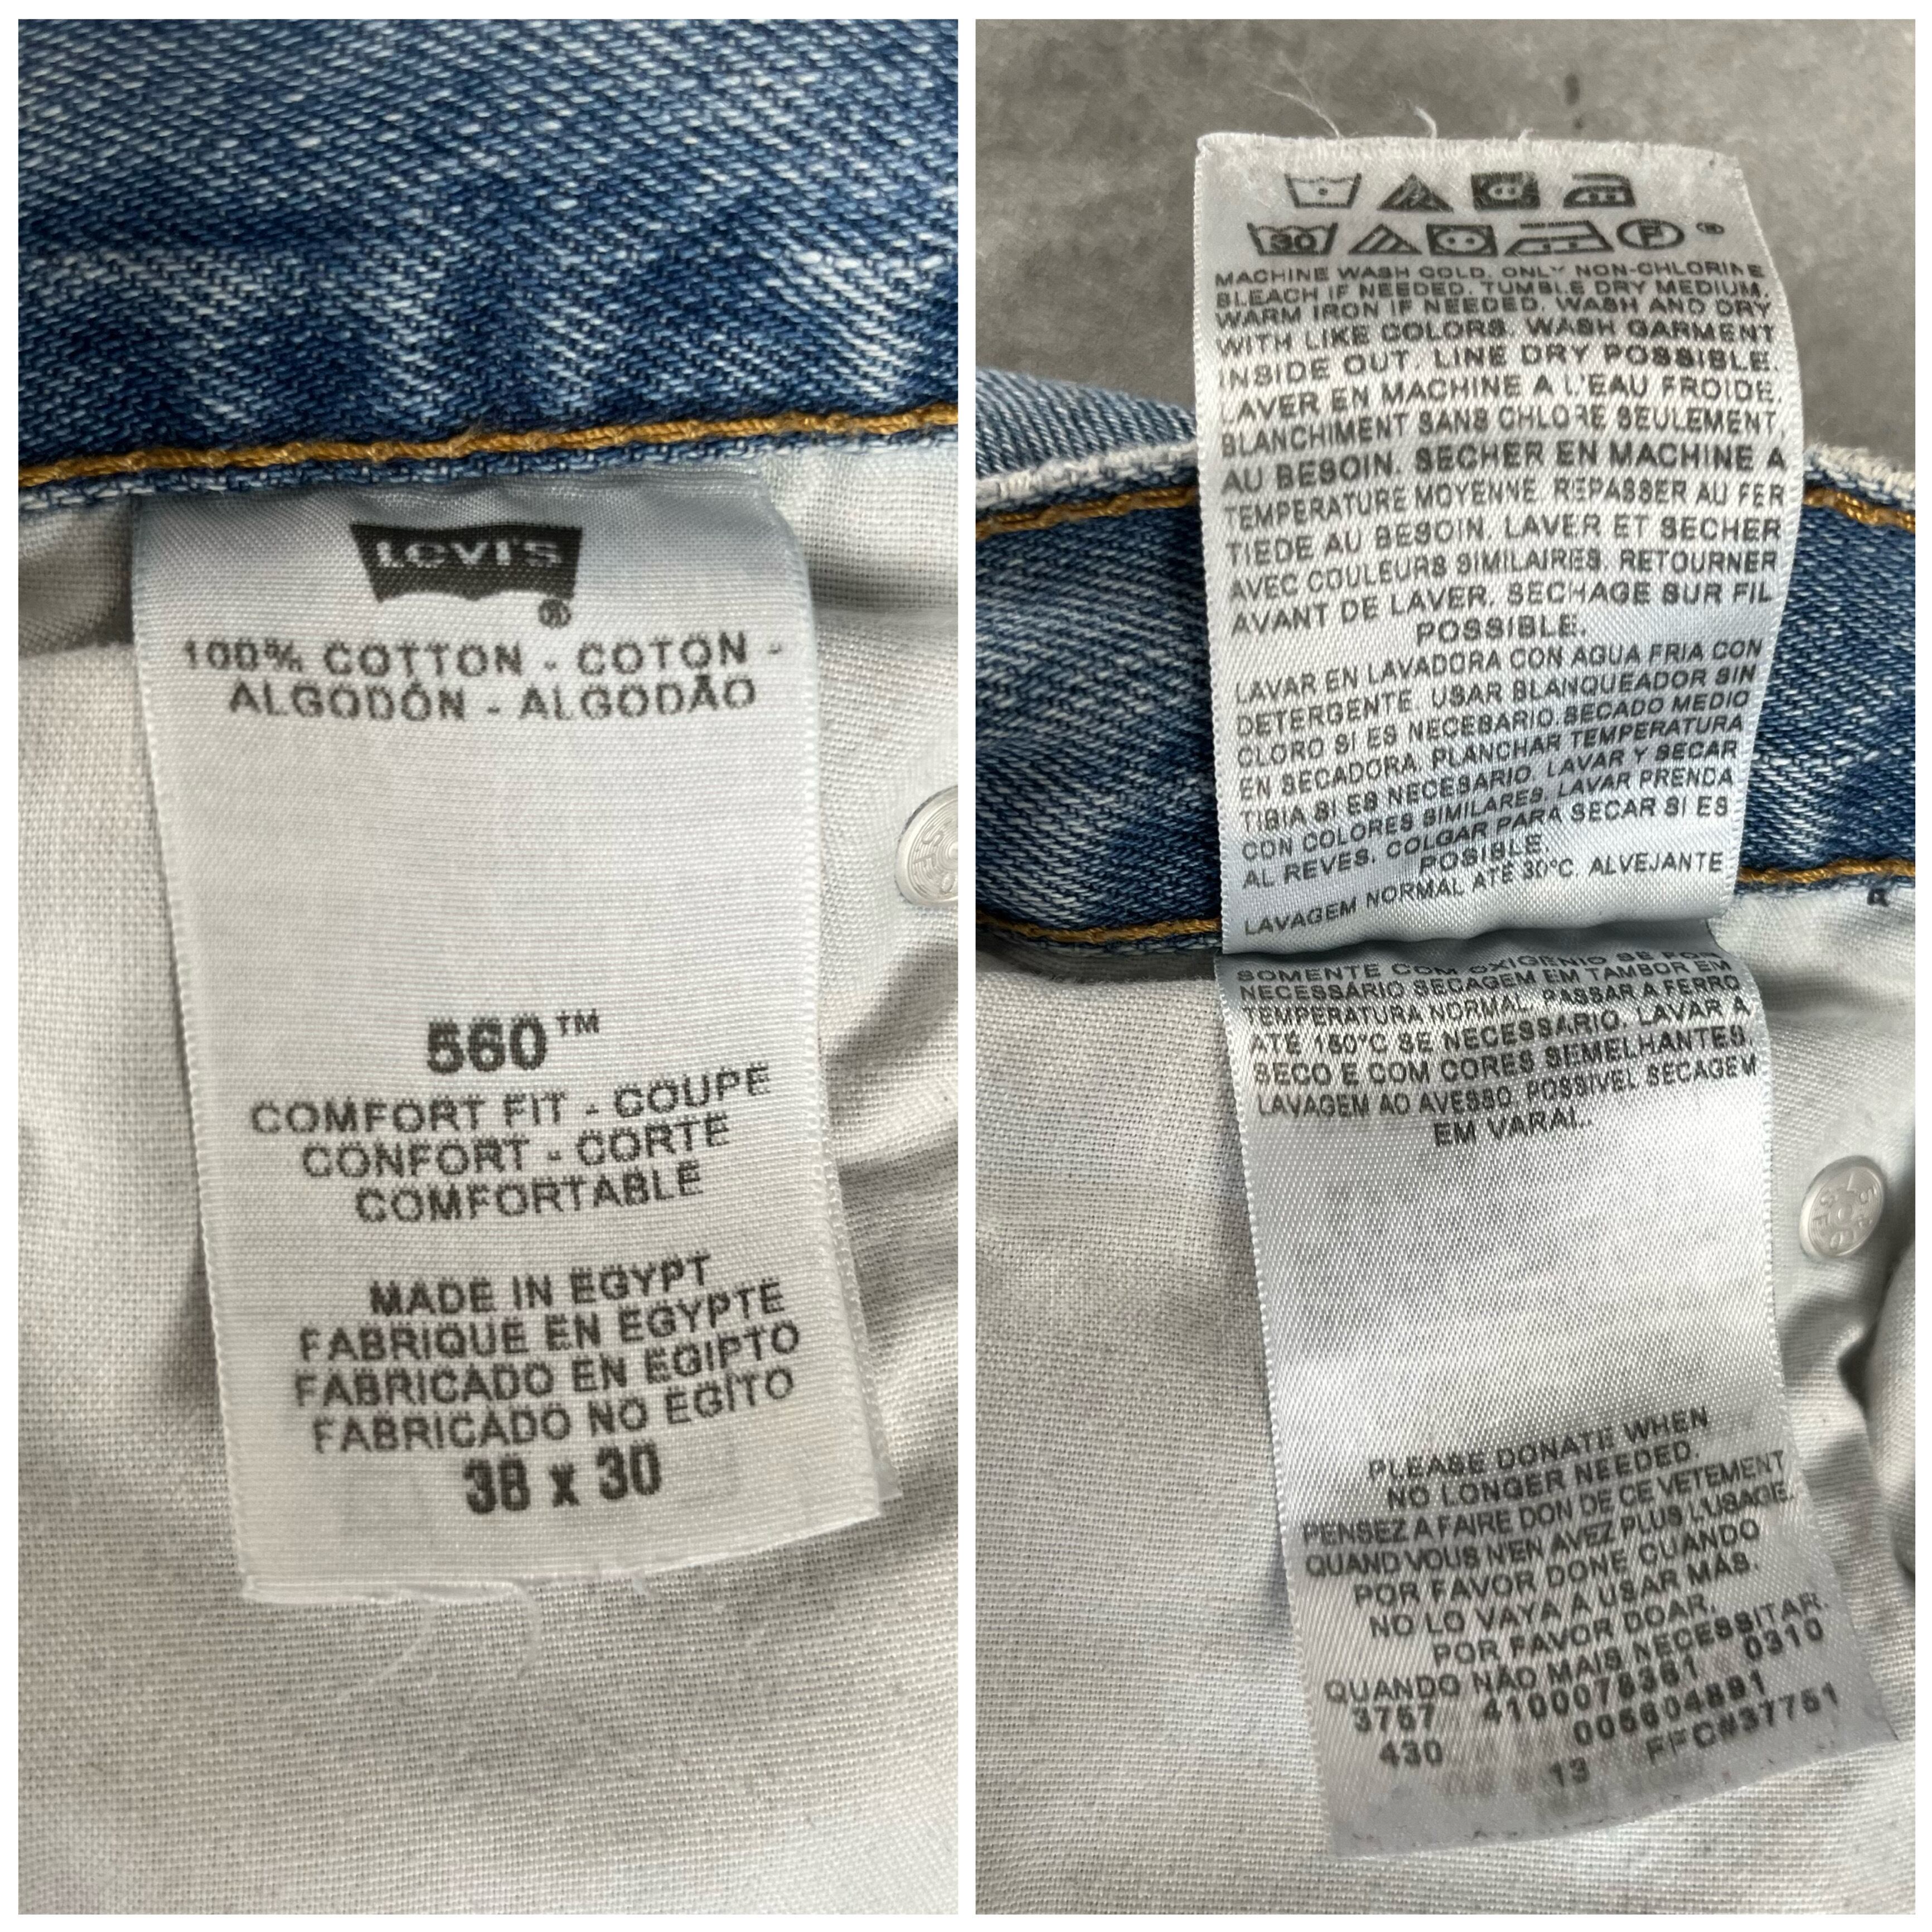 LEVI'S
®
100% COTTON - COTON -
ALGODÓN - ALGODÃO
560™
COMFORT FIT - COUPE
CONFORT - CORTE
COMFORTABLE
MADE IN EGYPT
FABRIQUE EN EGYPTE
FABRICADO EN EGIPTO
FABRICADO NO EGITO
38 x 30
30 P ®
MACHINE WASH COLD. ONLY NON-CHLORINE
BLEACH IF NEEDED. TUMBLE DRY MEDIUM.
WARM IRON IF NEEDED. WASH AND DRY
WITH LIKE COLORS. WASH GARMENT
INSIDE OUT. LINE DRY POSSIBLE.
LAVER EN MACHINE A L'EAU FROIDE.
BLANCHIMENT SANS CHLORE SEULEMENT,
AU BESOIN. SECHER EN MACHINE A
TEMPERATURE MOYENNE. REPASSER AU FER
TIEDE AU BESOIN. LAVER ET SECHER
AVEC COULEURS SIMILAIRES. RETOURNER
AVANT DE LAVER. SECHAGE SUR FIL
POSSIBLE.
LAVAR EN LAVADORA CON AGUA FRIA CON
DETERGENTE. USAR BLANQUEADOR SIN
CLORO SI ES NECESARIO. SECADO MEDIO
EN SECADORA. PLANCHAR TEMPERATURA
TIBIA SI ES NECESARIO. LAVAR Y SECAR
CON COLORES SIMILARES. LAVAR PRENDA
AL REVES. COLGAR PARA SECAR SI ES
POSIBLE.
LAVAGEM NORMAL ATÉ 30°C ALVEJANTE
SOMENTE COM OXIGENIO SE FOR
NECESSÁRIO SECAGEM EM TAMBOR EM
TEMPERATURA NORMAL. PASSAR A FERRO
ATÉ 150°C SE NECESSARIO. LAVAR A
SECO E COM CORES SEMELHANTES.
LAVAGEM AO AVESSO. POSSIVEL SECAGEM
EM VARAL.
PLEASE DONATE WHEN
NO LONGER NEEDED.
PENSEZ A FAIRE DON DE CE VETEMENT
QUAND VOUS N'EN AVEZ PLUS L'USAGE.
POR FAVOR DONE CUANDO
NO LO VAYA A USAR MÁS.
POR FAVOR DOAR,
QUANDO NÃO MAIS NECESSITAR.
3757 4100078361 0310
430 005604891
13 FFC#37751